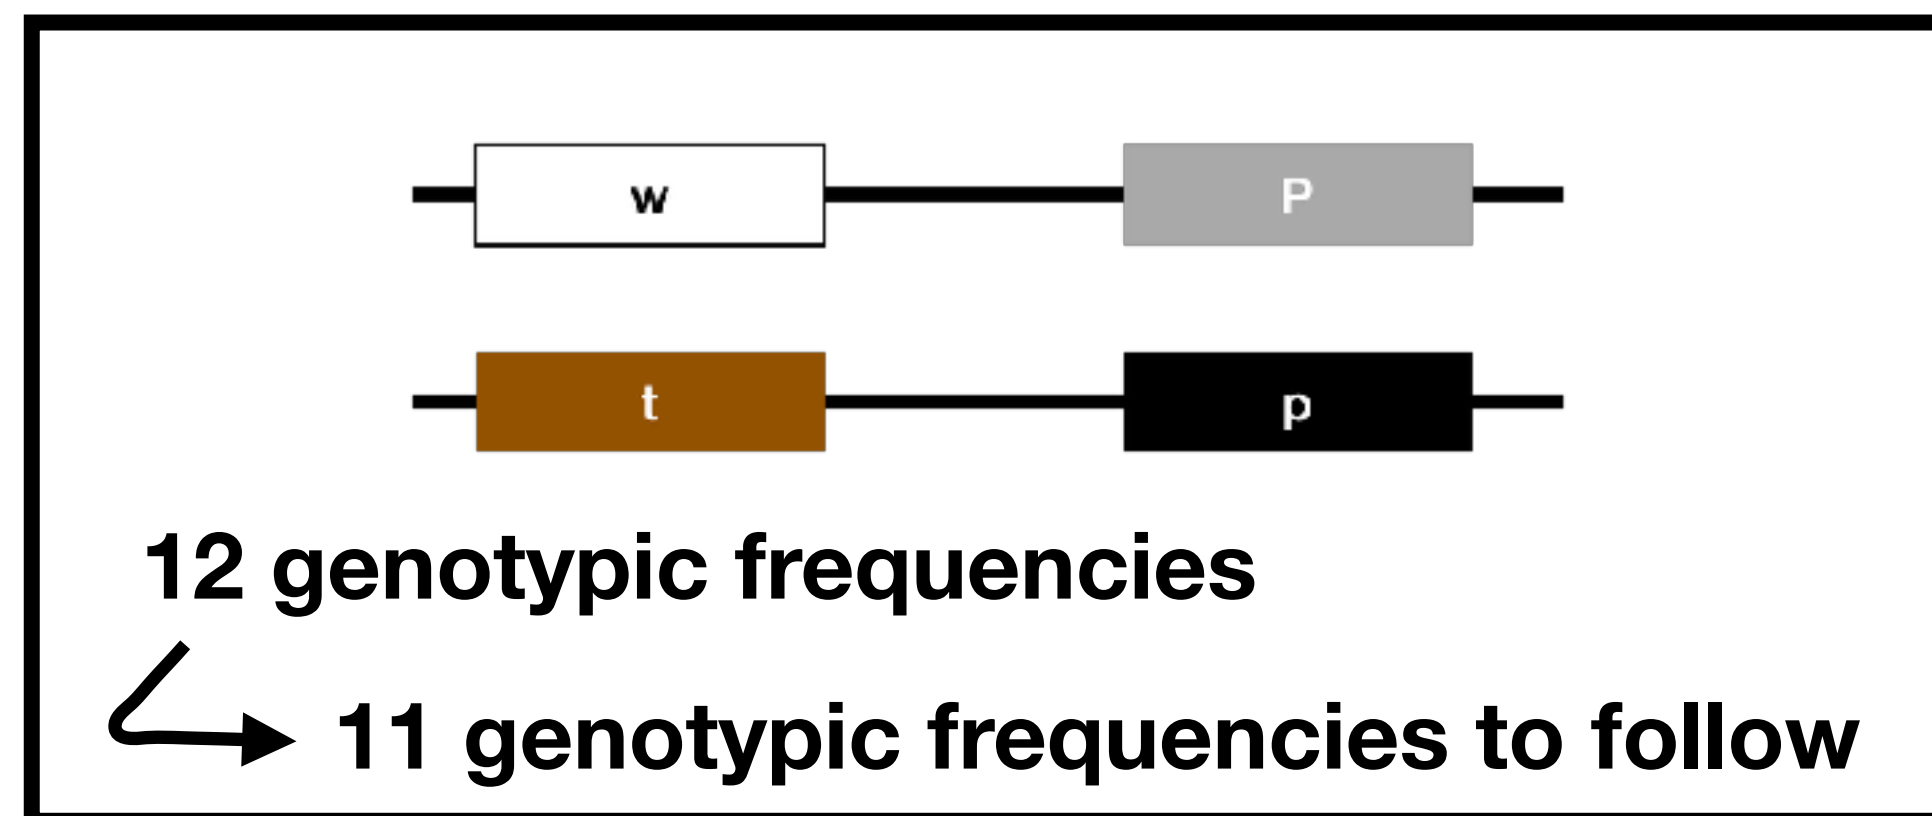 w P
t p
12 genotypic frequencies
11 genotypic frequencies to follow